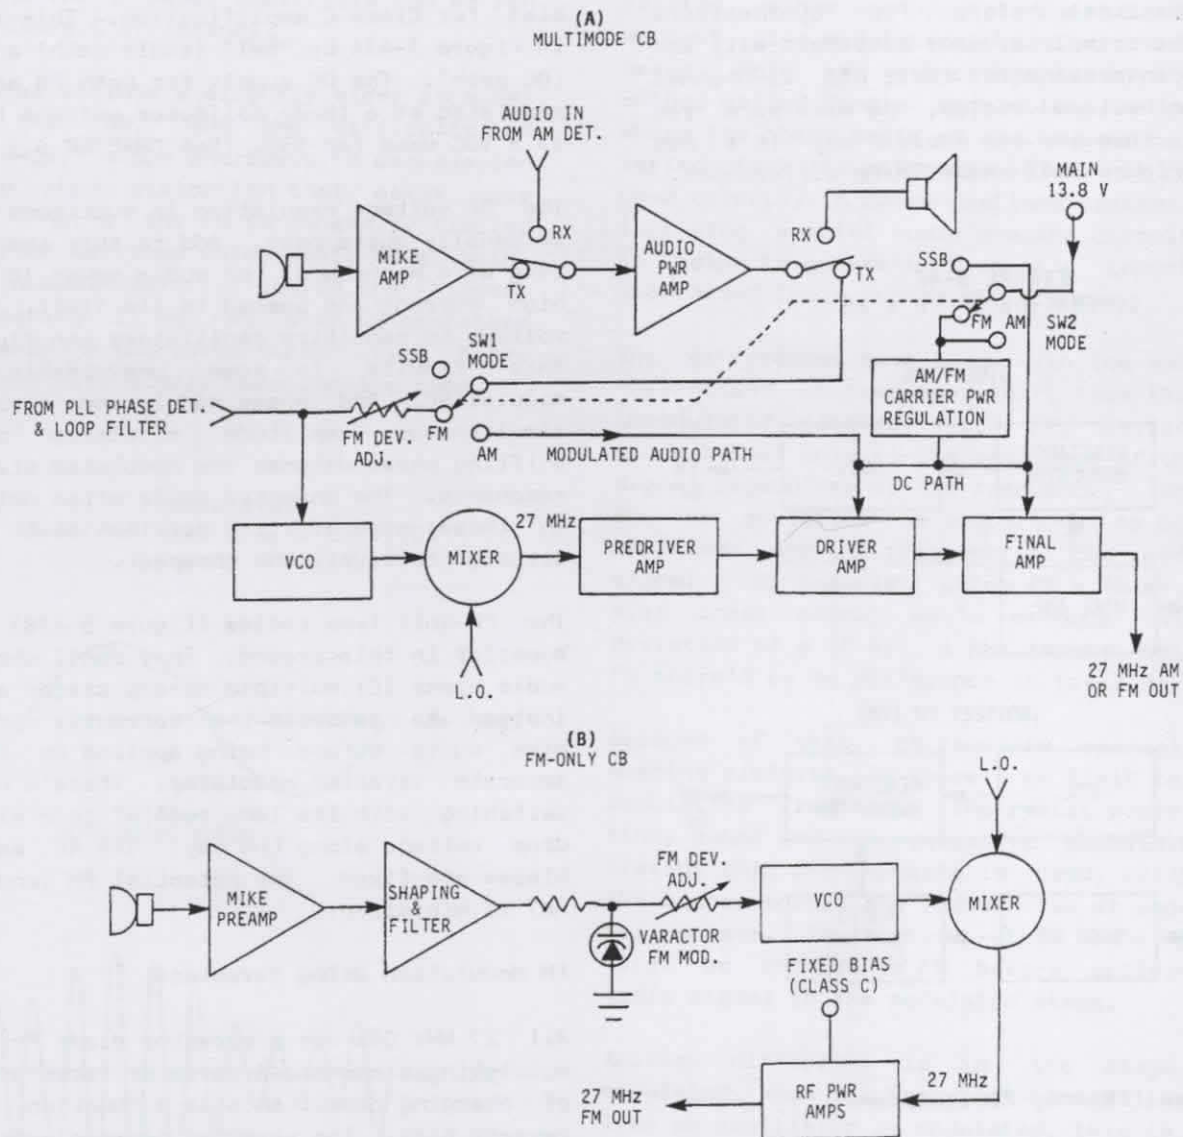 (A)
MULTIMODE CB
AUDIO IN
FROM AM DET.
MAIN
13.8 V
RX
MIKE
AMP
TX
AUDIO
PWR
AMP
RX
TX
SSB
FM
AM
SW2
MODE
SSB
SW1
MODE
FROM PLL PHASE DET.
& LOOP FILTER
FM DEV.
ADJ.
FM
AM
MODULATED AUDIO PATH
AM/FM
CARRIER PWR
REGULATION
DC PATH
VCO
MIXER
27 MHz
PREDRIVER
AMP
DRIVER
AMP
FINAL
AMP
L.O.
27 MHz AM
OR FM OUT
(B)
FM-ONLY CB
L.O.
MIKE
PREAMP
SHAPING
&
FILTER
VARACTOR
FM MOD.
FM DEV.
ADJ.
VCO
MIXER
FIXED BIAS
(CLASS C)
27 MHz
FM OUT
RF PWR
AMPS
27 MHz